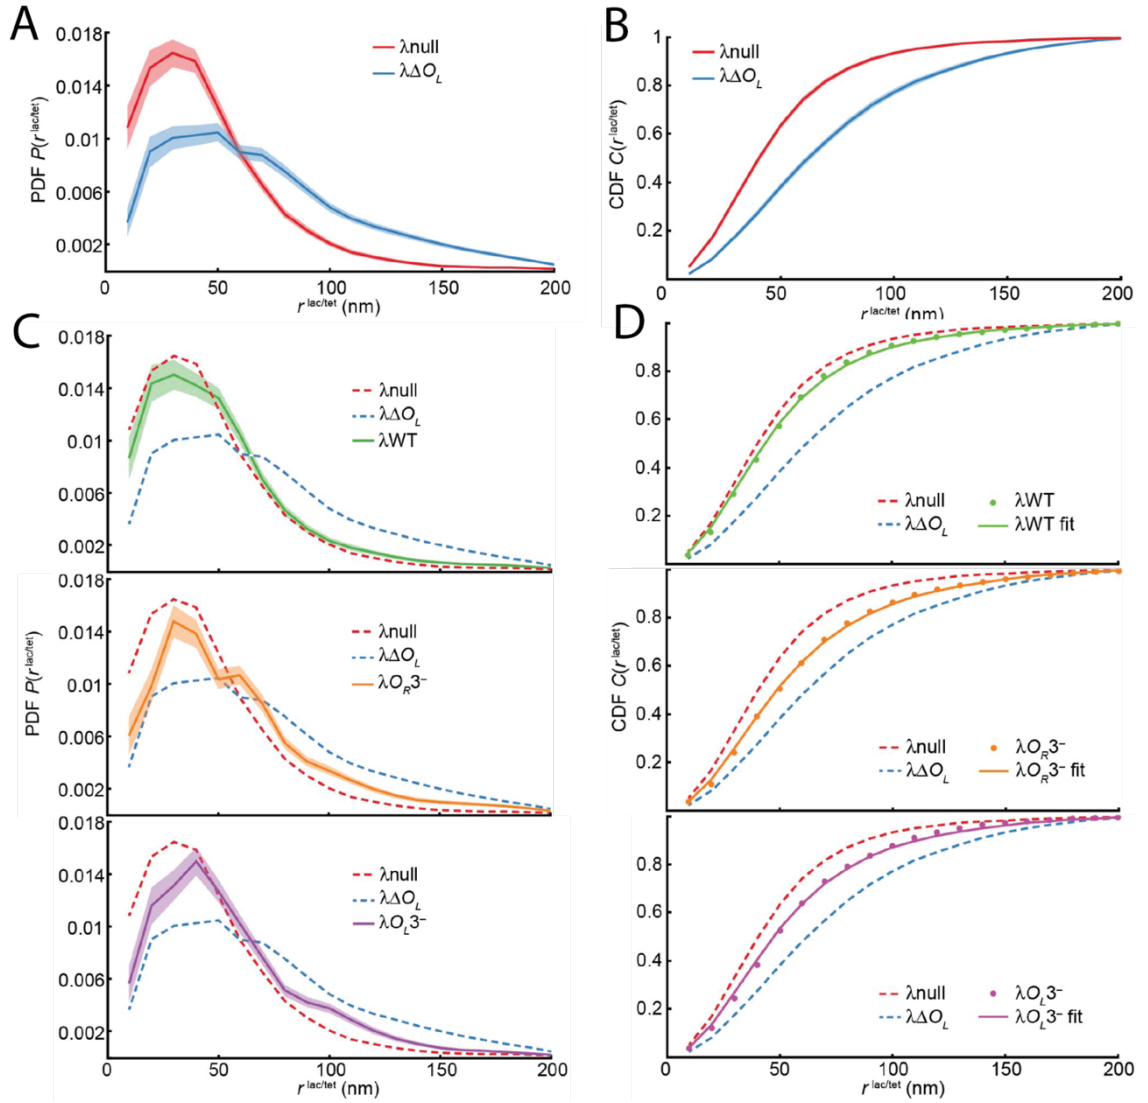 A
0.018
0.014
0.01
0.006
0.002
PDF P(r^lac/tet)
λnull
λΔO_L
0 50 100 150 200
r^lac/tet (nm)
B
1
0.8
0.6
0.4
0.2
CDF C(r^lac/tet)
λnull
λΔO_L
0 50 100 150 200
r^lac/tet (nm)
C
0.018
0.014
0.01
0.006
0.002
λnull
λΔO_L
λWT
0.018
0.014
0.01
0.006
0.002
PDF P(r^lac/tet)
λnull
λΔO_L
λO_R3⁻
0.018
0.014
0.01
0.006
0.002
λnull
λΔO_L
λO_L3⁻
0 50 100 150 200
r^lac/tet (nm)
D
0.8
0.6
0.4
0.2
λnull λWT
λΔO_L λWT fit
0.8
0.6
0.4
0.2
CDF C(r^lac/tet)
λnull λO_R3⁻
λΔO_L λO_R3⁻ fit
0.8
0.6
0.4
0.2
λnull λO_L3⁻
λΔO_L λO_L3⁻ fit
0 50 100 150 200
r^lac/tet (nm)